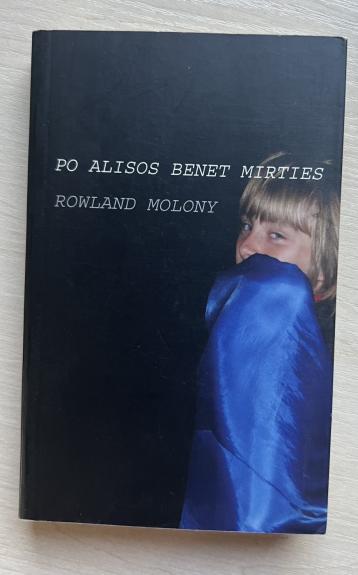 PO ALISOS BENET MIRTIES
ROWLAND MOLONY